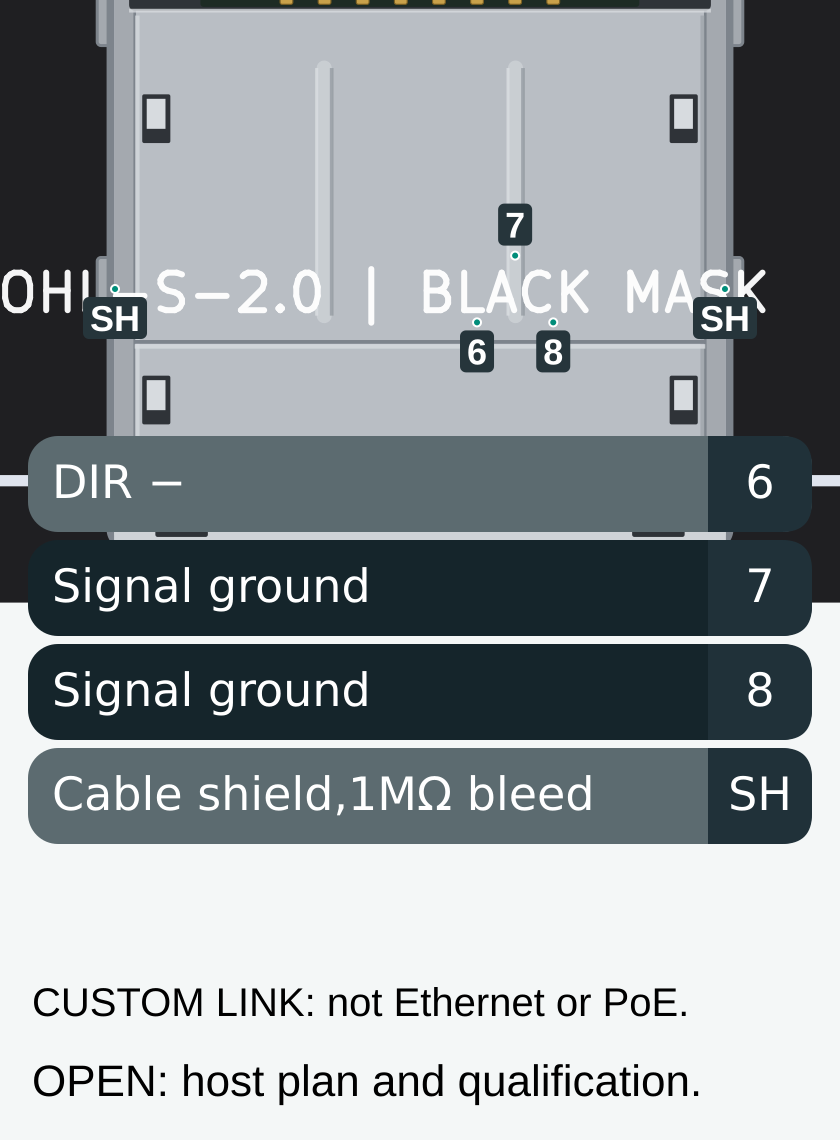 7
OHL-S-2.0 | BLACK MASK
SH
SH
6
8
DIR − 6
Signal ground 7
Signal ground 8
Cable shield,1MΩ bleed SH
CUSTOM LINK: not Ethernet or PoE.
OPEN: host plan and qualification.